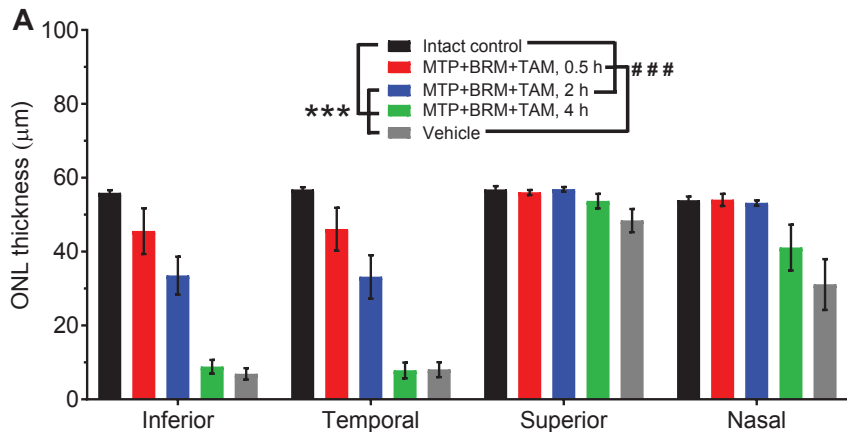 A
ONL thickness (μm)
100
80
60
40
20
0
Intact control
MTP+BRM+TAM, 0.5 h
MTP+BRM+TAM, 2 h
MTP+BRM+TAM, 4 h
Vehicle
***
###
Inferior Temporal Superior Nasal